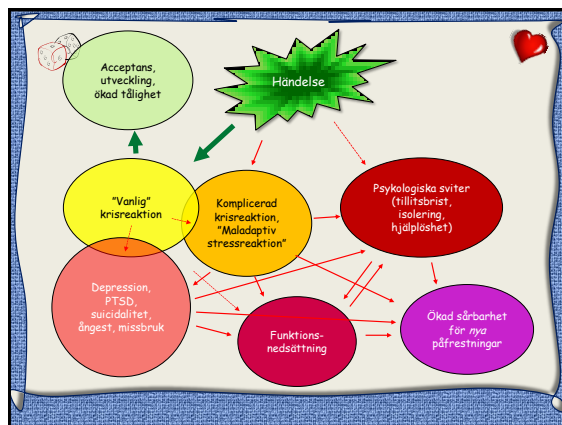 Acceptans,
utveckling,
ökad tålighet
Händelse
"Vanlig"
krisreaktion
Komplicerad
krisreaktion,
"Maladaptiv
stressreaktion"
Psykologiska sviter
(tillitsbrist,
isolering,
hjälplöshet)
Depression,
PTSD,
suicidalitet,
ångest, missbruk
Funktions-
nedsättning
Ökad sårbarhet
för nya
påfrestningar